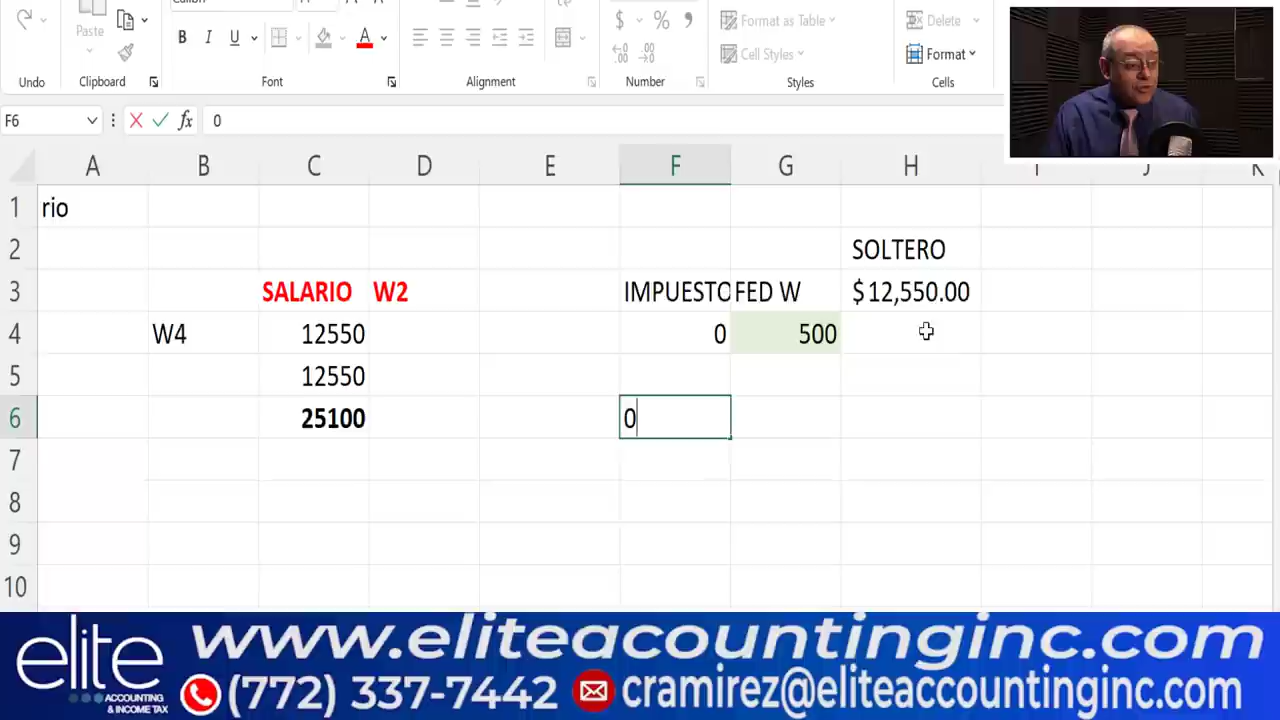 Paste
Undo
Clipboard
B I U
A
Font
Alignment
$ % ,
Number
Format as Table
Cell Styles
Styles
Delete
Format
Cells
F6
fx 0
A B C D E F G H
1 rio
2 SOLTERO
3 SALARIO W2 IMPUESTO FED W $ 12,550.00
4 W4 12550 0 500
5 12550
6 25100 0
7
8
9
10
elite
ACCOUNTING
& INCOME TAX
www.eliteacountinginc.com
(772) 337-7442 cramirez@eliteaccountinginc.com